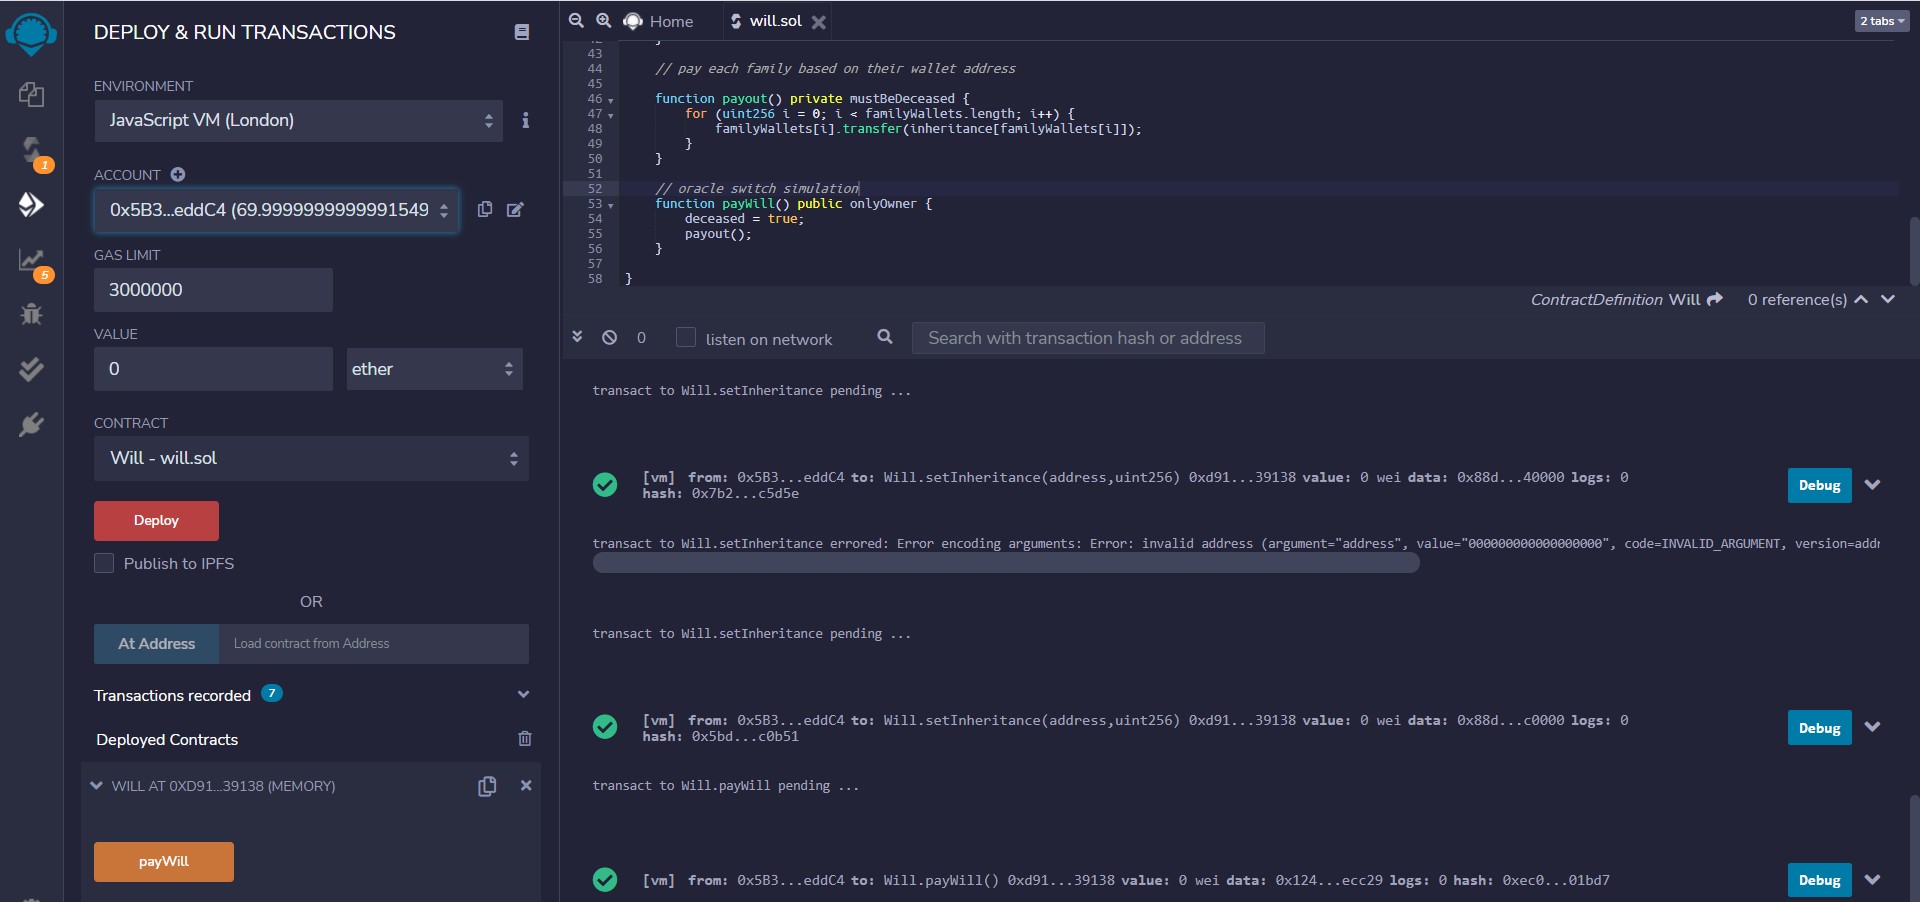 DEPLOY & RUN TRANSACTIONS
ENVIRONMENT
JavaScript VM (London)
1
ACCOUNT
0x5B3...eddC4 (69.9999999999991549
GAS LIMIT
5
3000000
VALUE
0
ether
CONTRACT
Will - will.sol
Deploy
Publish to IPFS
OR
At Address
Load contract from Address
Transactions recorded 7
Deployed Contracts
WILL AT 0XD91...39138 (MEMORY)
payWill
Home
will.sol
2 tabs
43
44 // pay each family based on their wallet address
45
46 function payout() private mustBeDeceased {
47 for (uint256 i = 0; i < familyWallets.length; i++) {
48 familyWallets[i].transfer(inheritance[familyWallets[i]]);
49 }
50 }
51
52 // oracle switch simulation
53 function payWill() public onlyOwner {
54 deceased = true;
55 payout();
56 }
57
58 }
ContractDefinition Will 0 reference(s)
0
listen on network
Search with transaction hash or address
transact to Will.setInheritance pending ...
[vm] from: 0x5B3...eddC4 to: Will.setInheritance(address,uint256) 0xd91...39138 value: 0 wei data: 0x88d...40000 logs: 0
hash: 0x7b2...c5d5e
Debug
transact to Will.setInheritance errored: Error encoding arguments: Error: invalid address (argument="address", value="000000000000000000", code=INVALID_ARGUMENT, version=addr
transact to Will.setInheritance pending ...
[vm] from: 0x5B3...eddC4 to: Will.setInheritance(address,uint256) 0xd91...39138 value: 0 wei data: 0x88d...c0000 logs: 0
hash: 0x5bd...c0b51
Debug
transact to Will.payWill pending ...
[vm] from: 0x5B3...eddC4 to: Will.payWill() 0xd91...39138 value: 0 wei data: 0x124...ecc29 logs: 0 hash: 0xec0...01bd7
Debug